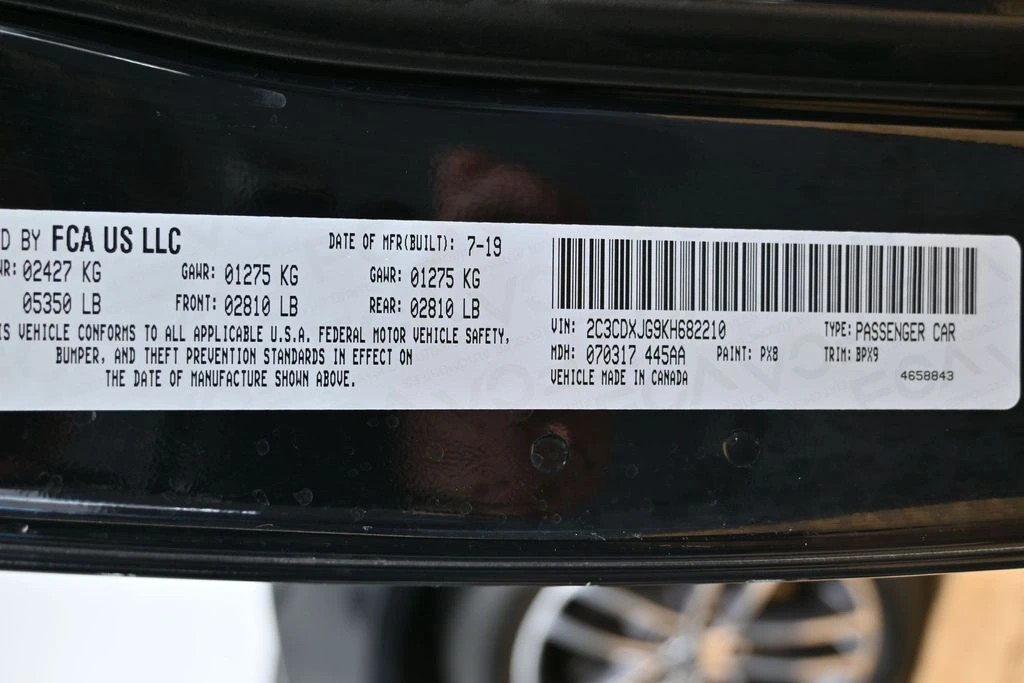 D BY FCA US LLC
DATE OF MFR(BUILT): 7-19
WR: 02427 KG GAWR: 01275 KG GAWR: 01275 KG
05350 LB FRONT: 02810 LB REAR: 02810 LB
IS VEHICLE CONFORMS TO ALL APPLICABLE U.S.A. FEDERAL MOTOR VEHICLE SAFETY,
BUMPER, AND THEFT PREVENTION STANDARDS IN EFFECT ON
THE DATE OF MANUFACTURE SHOWN ABOVE.
VIN: 2C3CDXJG9KH682210 TYPE: PASSENGER CAR
MDH: 070317 445AA PAINT: PX8 TRIM: BPX9
VEHICLE MADE IN CANADA 4658843